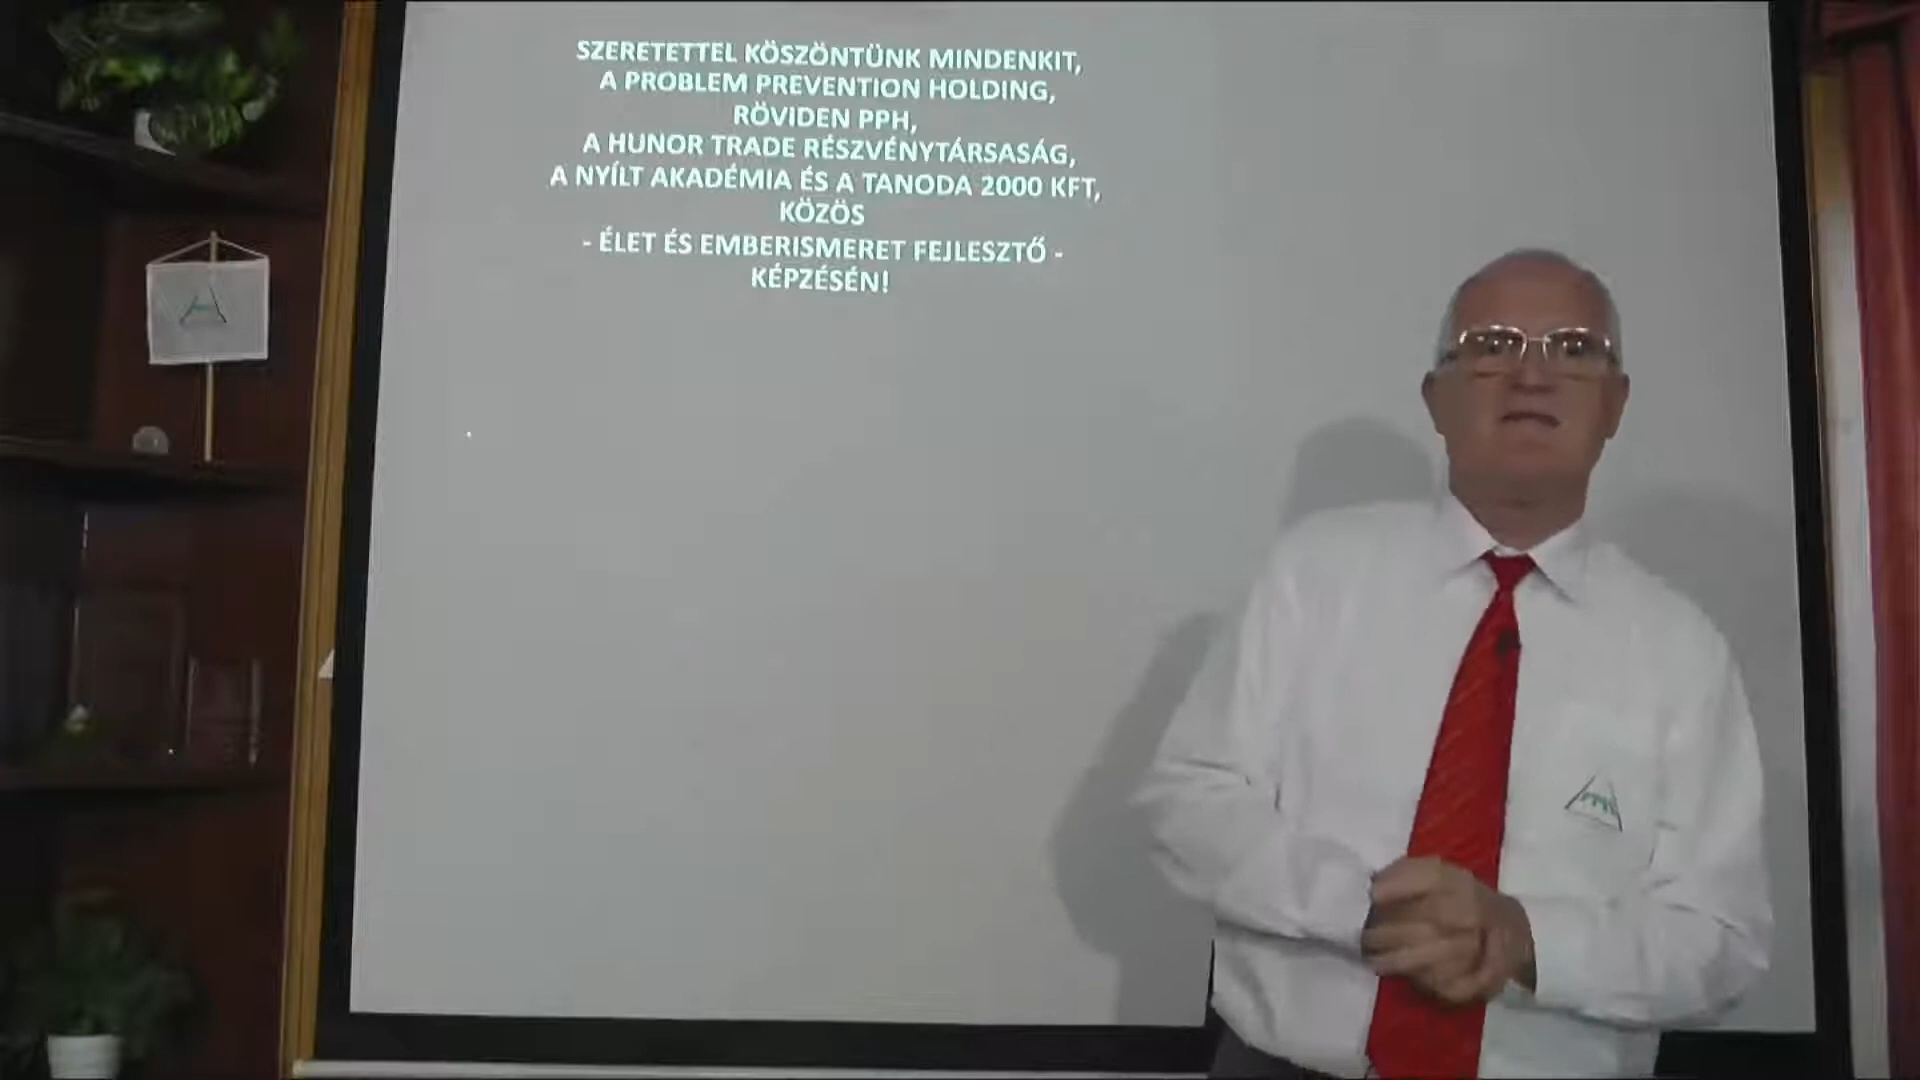 SZERETETTEL KÖSZÖNTÜNK MINDENKIT,
A PROBLEM PREVENTION HOLDING,
RÖVIDEN PPH,
A HUNOR TRADE RÉSZVÉNYTÁRSASÁG,
A NYÍLT AKADÉMIA ÉS A TANODA 2000 KFT,
KÖZÖS
- ÉLET ÉS EMBERISMERET FEJLESZTŐ -
KÉPZÉSÉN!